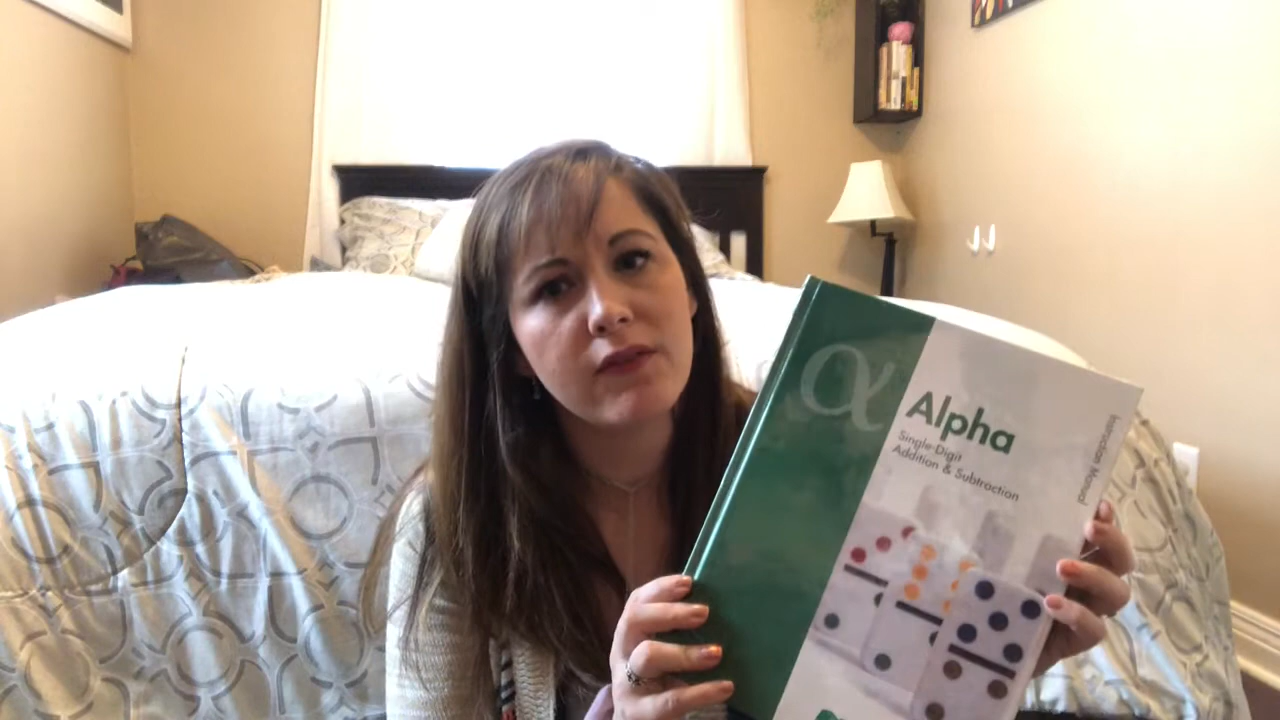 α
Alpha
Single-Digit
Addition & Subtraction
Instruction Manual